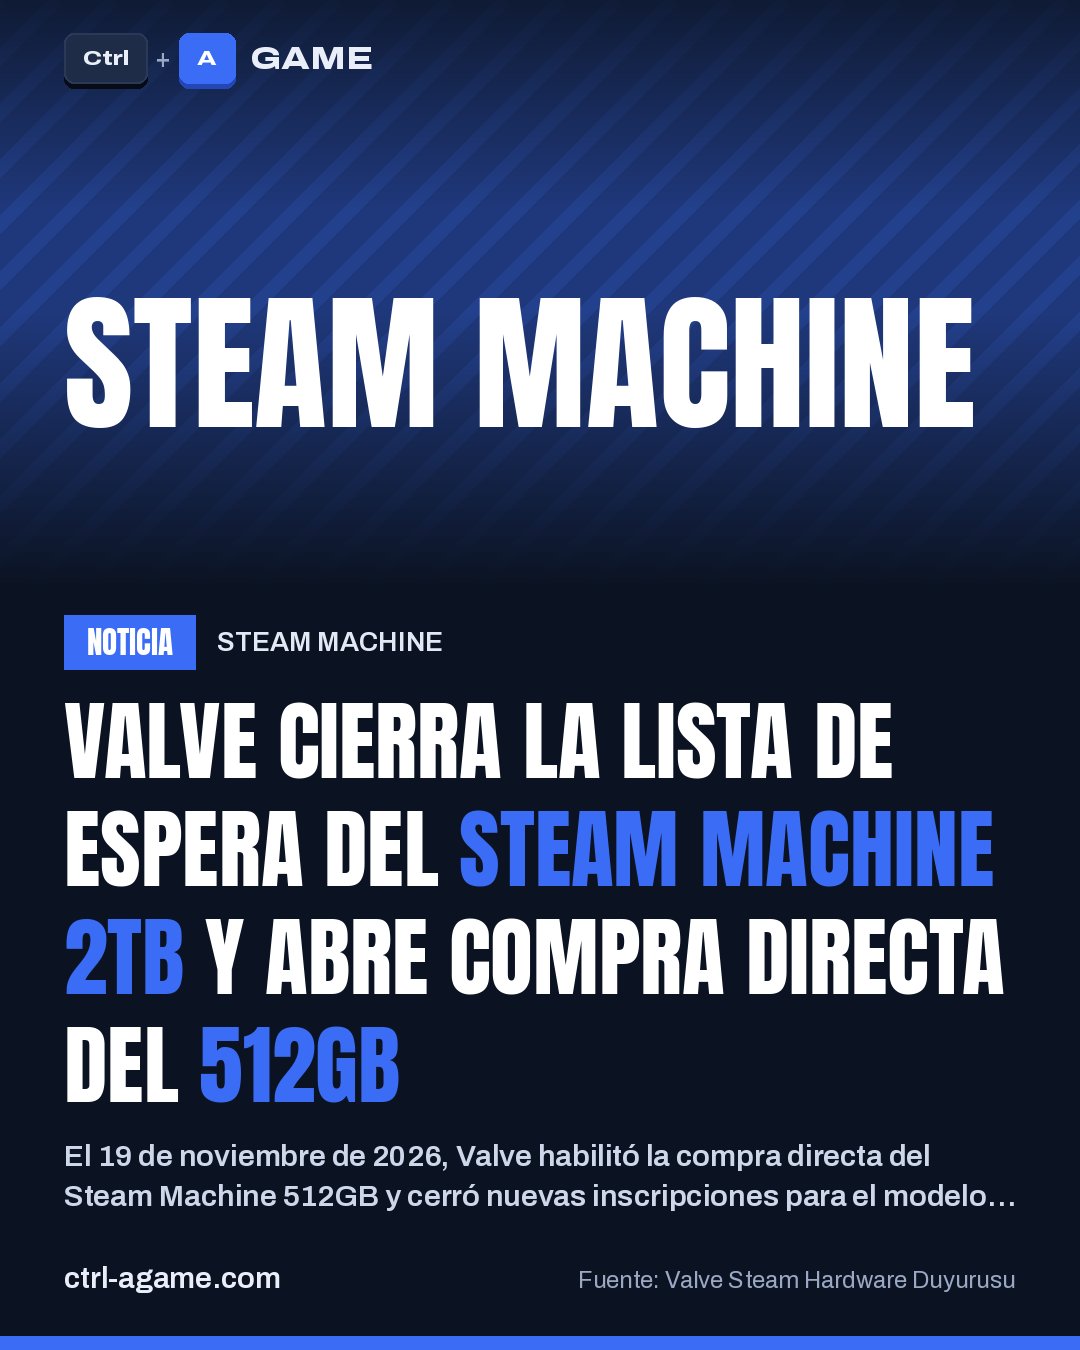 Ctrl + A GAME
STEAM MACHINE
NOTICIA STEAM MACHINE
VALVE CIERRA LA LISTA DE
ESPERA DEL STEAM MACHINE
2TB Y ABRE COMPRA DIRECTA
DEL 512GB
El 19 de noviembre de 2026, Valve habilitó la compra directa del
Steam Machine 512GB y cerró nuevas inscripciones para el modelo...
ctrl-agame.com Fuente: Valve Steam Hardware Duyurusu